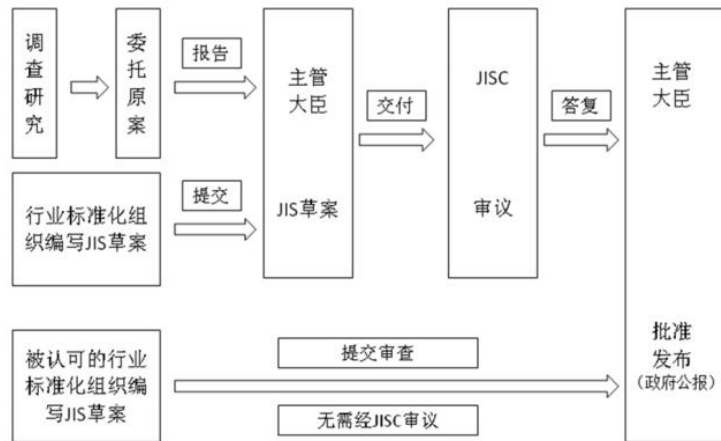 调
查
研
究
委
托
原
案
报告
主管
大臣
JIS草案
交付
JISC
审议
答复
主管
大臣
批准
发布
(政府公报)
行业标准化组
织编写JIS草案
提交
被认可的行业
标准化组织编
写JIS草案
提交审查
无需经JISC审议